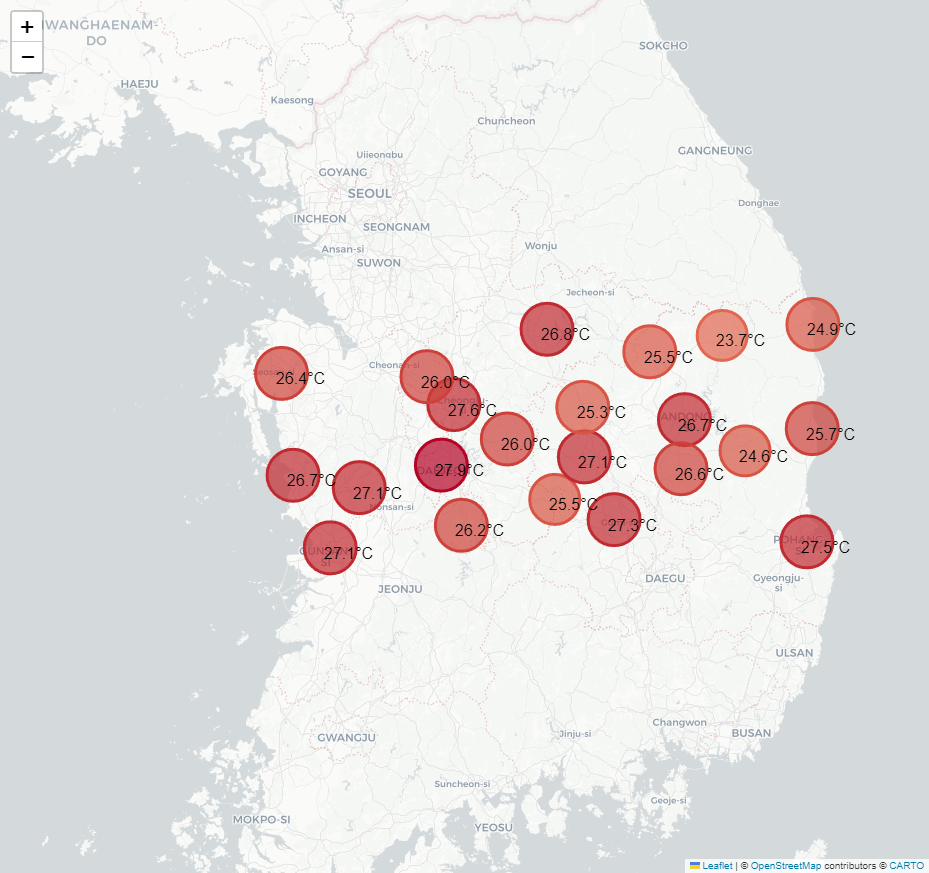 +
−
HWANGHAENAM-
DO
SOKCHO
HAEJU
Kaesong
Chuncheon
GANGNEUNG
Uijeongbu
GOYANG
SEOUL
Donghae
INCHEON
SEONGNAM
Ansan-si
Wonju
SUWON
Jecheon-si
24.9°C
26.8°C
23.7°C
25.5°C
Cheonan-si
26.4°C
26.0°C
27.6°C
25.3°C
ANDONG
26.7°C
25.7°C
26.0°C
24.6°C
27.1°C
27.9°C
26.6°C
26.7°C
27.1°C
25.5°C
Nonsan-si
27.3°C
26.2°C
POHANG
27.5°C
27.1°C
SI
DAEGU
Gyeongju-
si
JEONJU
ULSAN
Changwon
BUSAN
Jinju-si
GWANGJU
Suncheon-si
Geoje-si
MOKPO-SI
YEOSU
Leaflet | © OpenStreetMap contributors © CARTO